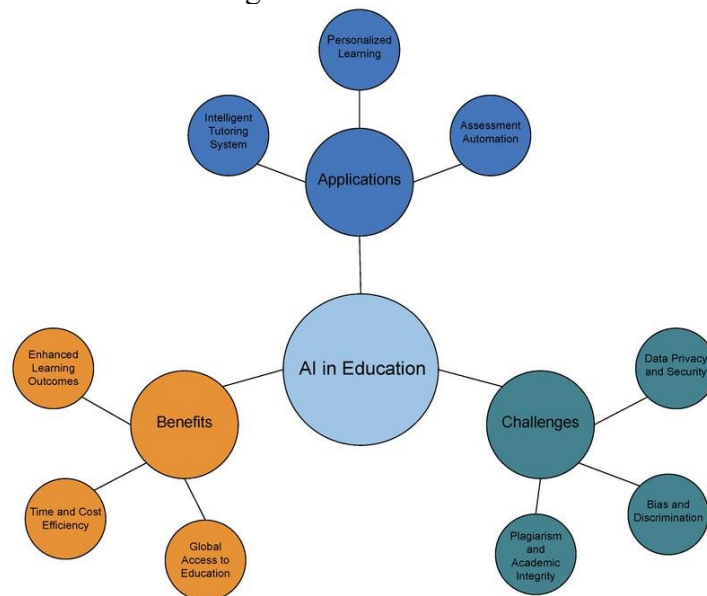 Personalized
Learning
Intelligent
Tutoring
System
Assessment
Automation
Applications
AI in Education
Enhanced
Learning
Outcomes
Benefits
Time and Cost
Efficiency
Global
Access to
Education
Data Privacy
and Security
Challenges
Bias and
Discrimination
Plagiarism
and
Academic
Integrity